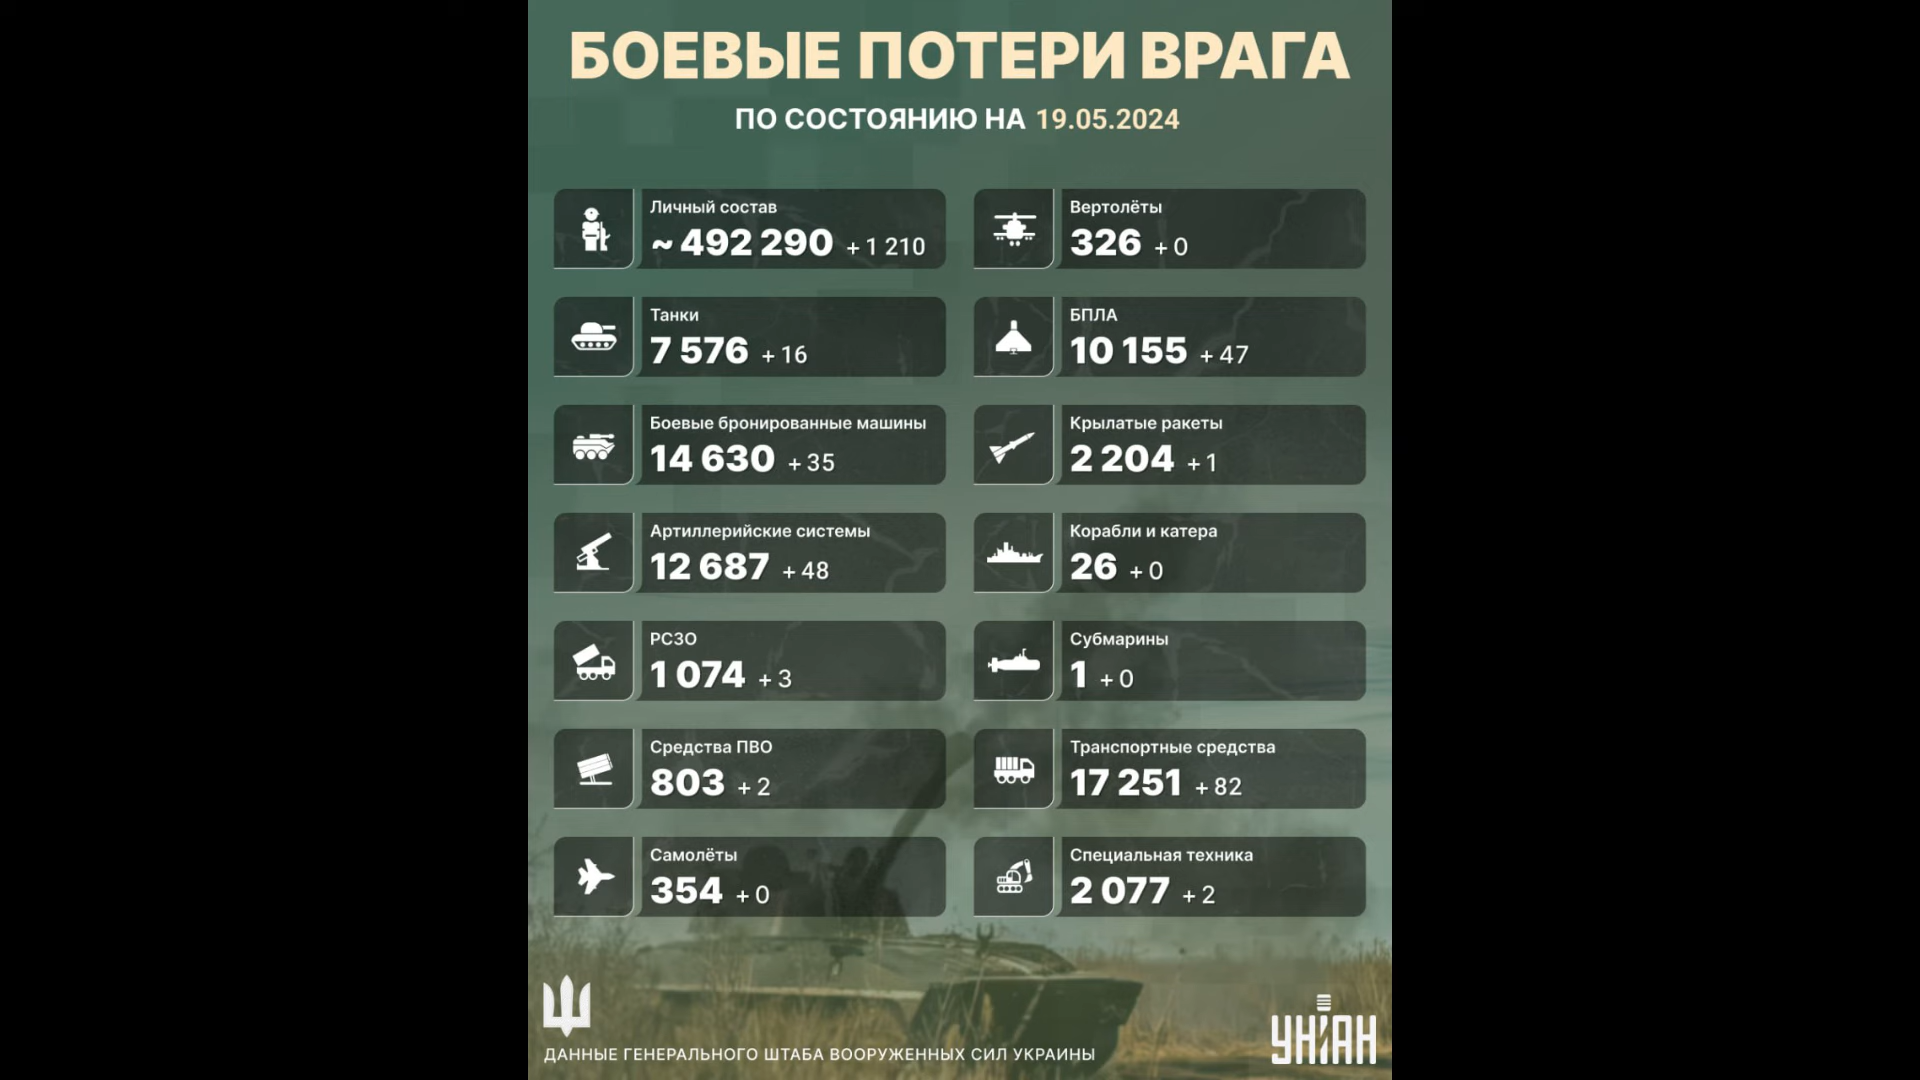 БОЕВЫЕ ПОТЕРИ ВРАГА
ПО СОСТОЯНИЮ НА 19.05.2024
Личный состав
~ 492 290 + 1 210
Танки
7 576 + 16
Боевые бронированные машины
14 630 + 35
Артиллерийские системы
12 687 + 48
РСЗО
1 074 + 3
Средства ПВО
803 + 2
Самолёты
354 + 0
Вертолёты
326 + 0
БПЛА
10 155 + 47
Крылатые ракеты
2 204 + 1
Корабли и катера
26 + 0
Субмарины
1 + 0
Транспортные средства
17 251 + 82
Специальная техника
2 077 + 2
ДАННЫЕ ГЕНЕРАЛЬНОГО ШТАБА ВООРУЖЕННЫХ СИЛ УКРАИНЫ
УНІАН